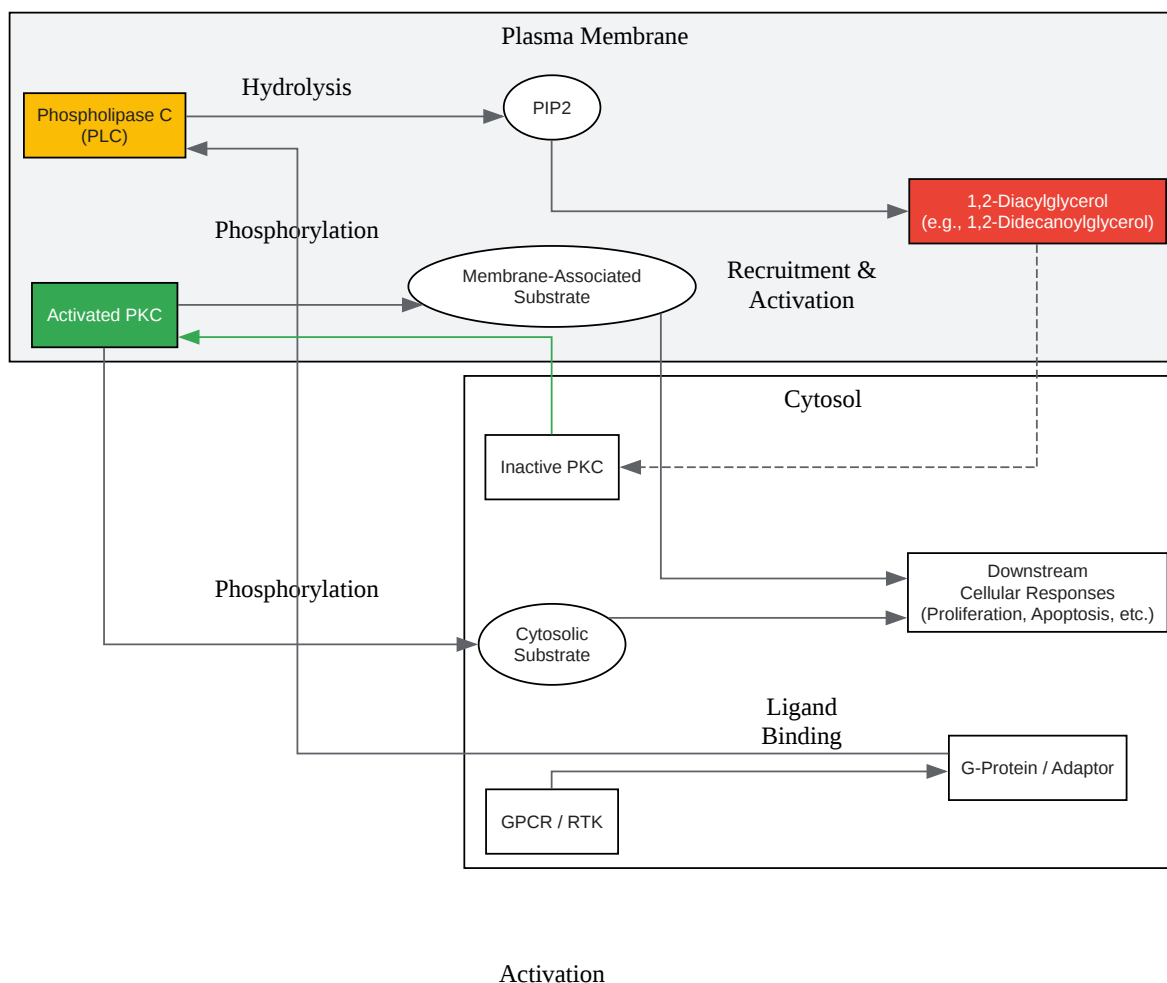 Plasma Membrane
Hydrolysis
Phospholipase C
(PLC)
PIP2
1,2-Diacylglycerol
(e.g., 1,2-Didecanoylglycerol)
Phosphorylation
Membrane-Associated
Substrate
Recruitment &
Activation
Activated PKC
Cytosol
Inactive PKC
Downstream
Cellular Responses
(Proliferation, Apoptosis, etc.)
Phosphorylation
Cytosolic
Substrate
Ligand
Binding
G-Protein / Adaptor
GPCR / RTK
Activation